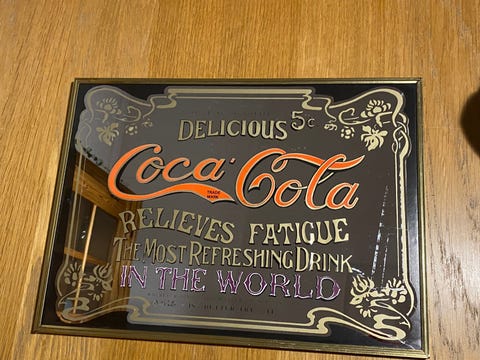 DELICIOUS 5¢
Coca-Cola
TRADE MARK
RELIEVES FATIGUE
THE MOST REFRESHING DRINK
IN THE WORLD